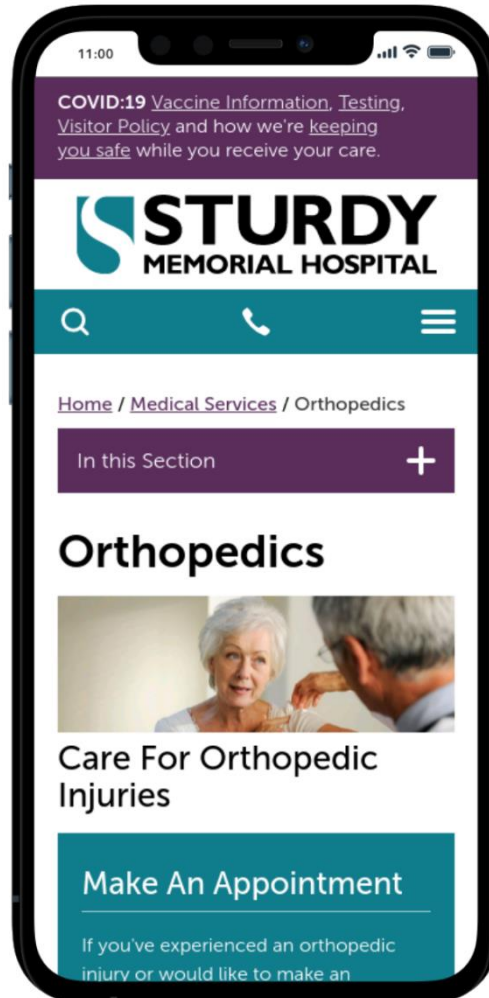 11:00
COVID:19 Vaccine Information, Testing,
Visitor Policy and how we're keeping
you safe while you receive your care.
STURDY
MEMORIAL HOSPITAL
Home / Medical Services / Orthopedics
In this Section
Orthopedics
Care For Orthopedic
Injuries
Make An Appointment
If you've experienced an orthopedic
injury or would like to make an